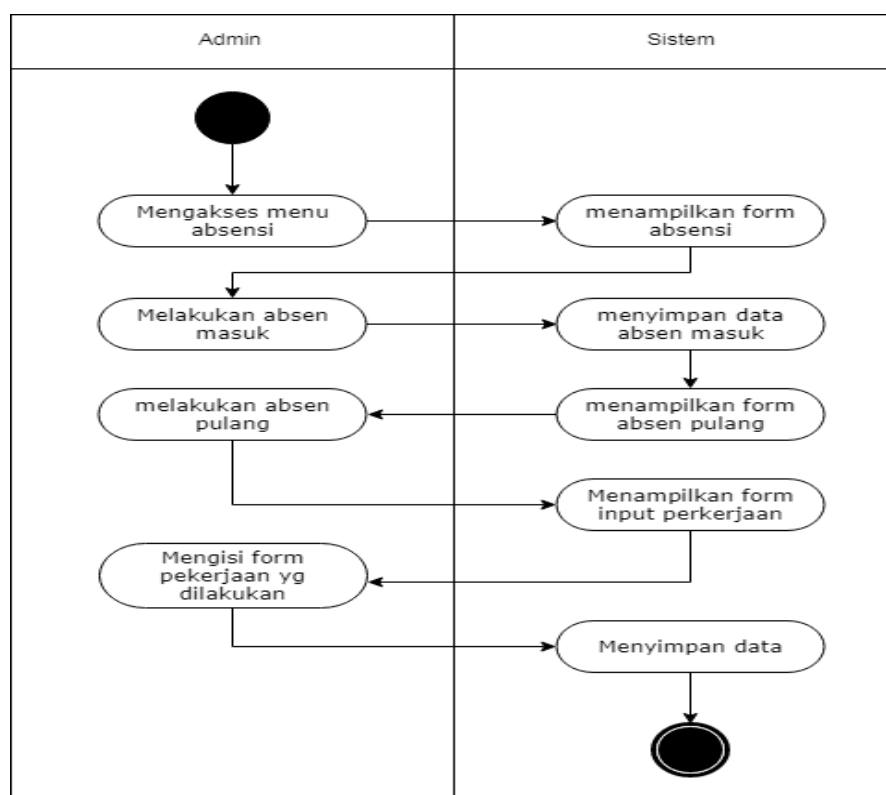 Admin
Sistem
Mengakses menu
absensi
menampilkan form
absensi
Melakukan absen
masuk
menyimpan data
absen masuk
melakukan absen
pulang
menampilkan form
absen pulang
Menampilkan form
input perkerjaan
Mengisi form
pekerjaan yg
dilakukan
Menyimpan data